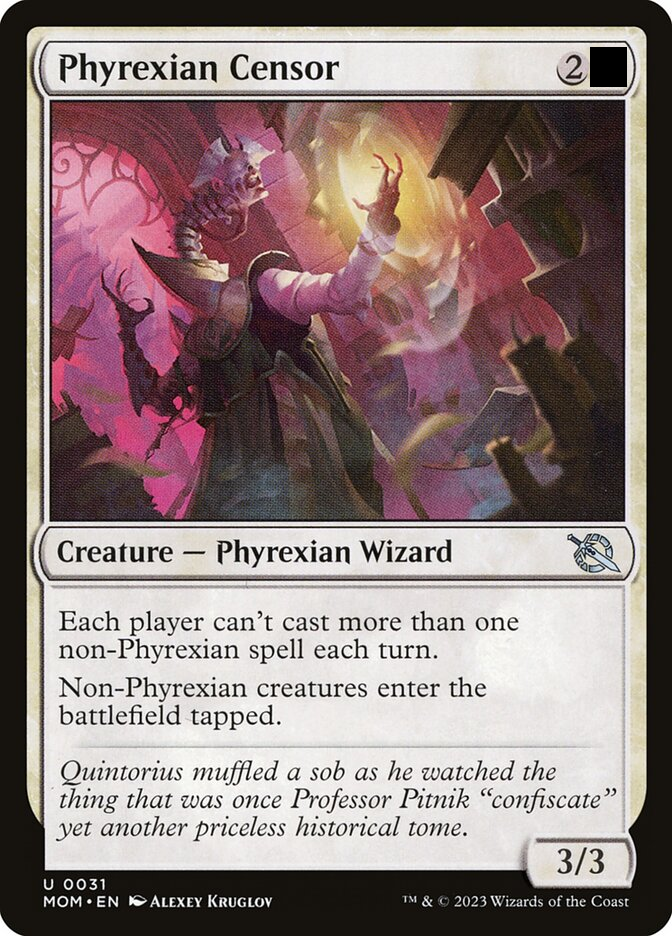 Phyrexian Censor 2
Creature — Phyrexian Wizard
Each player can't cast more than one
non-Phyrexian spell each turn.
Non-Phyrexian creatures enter the
battlefield tapped.
Quintorius muffled a sob as he watched the
thing that was once Professor Pitnik “confiscate”
yet another priceless historical tome.
3/3
U 0031
MOM • EN Alexey Kruglov
™ & © 2023 Wizards of the Coast